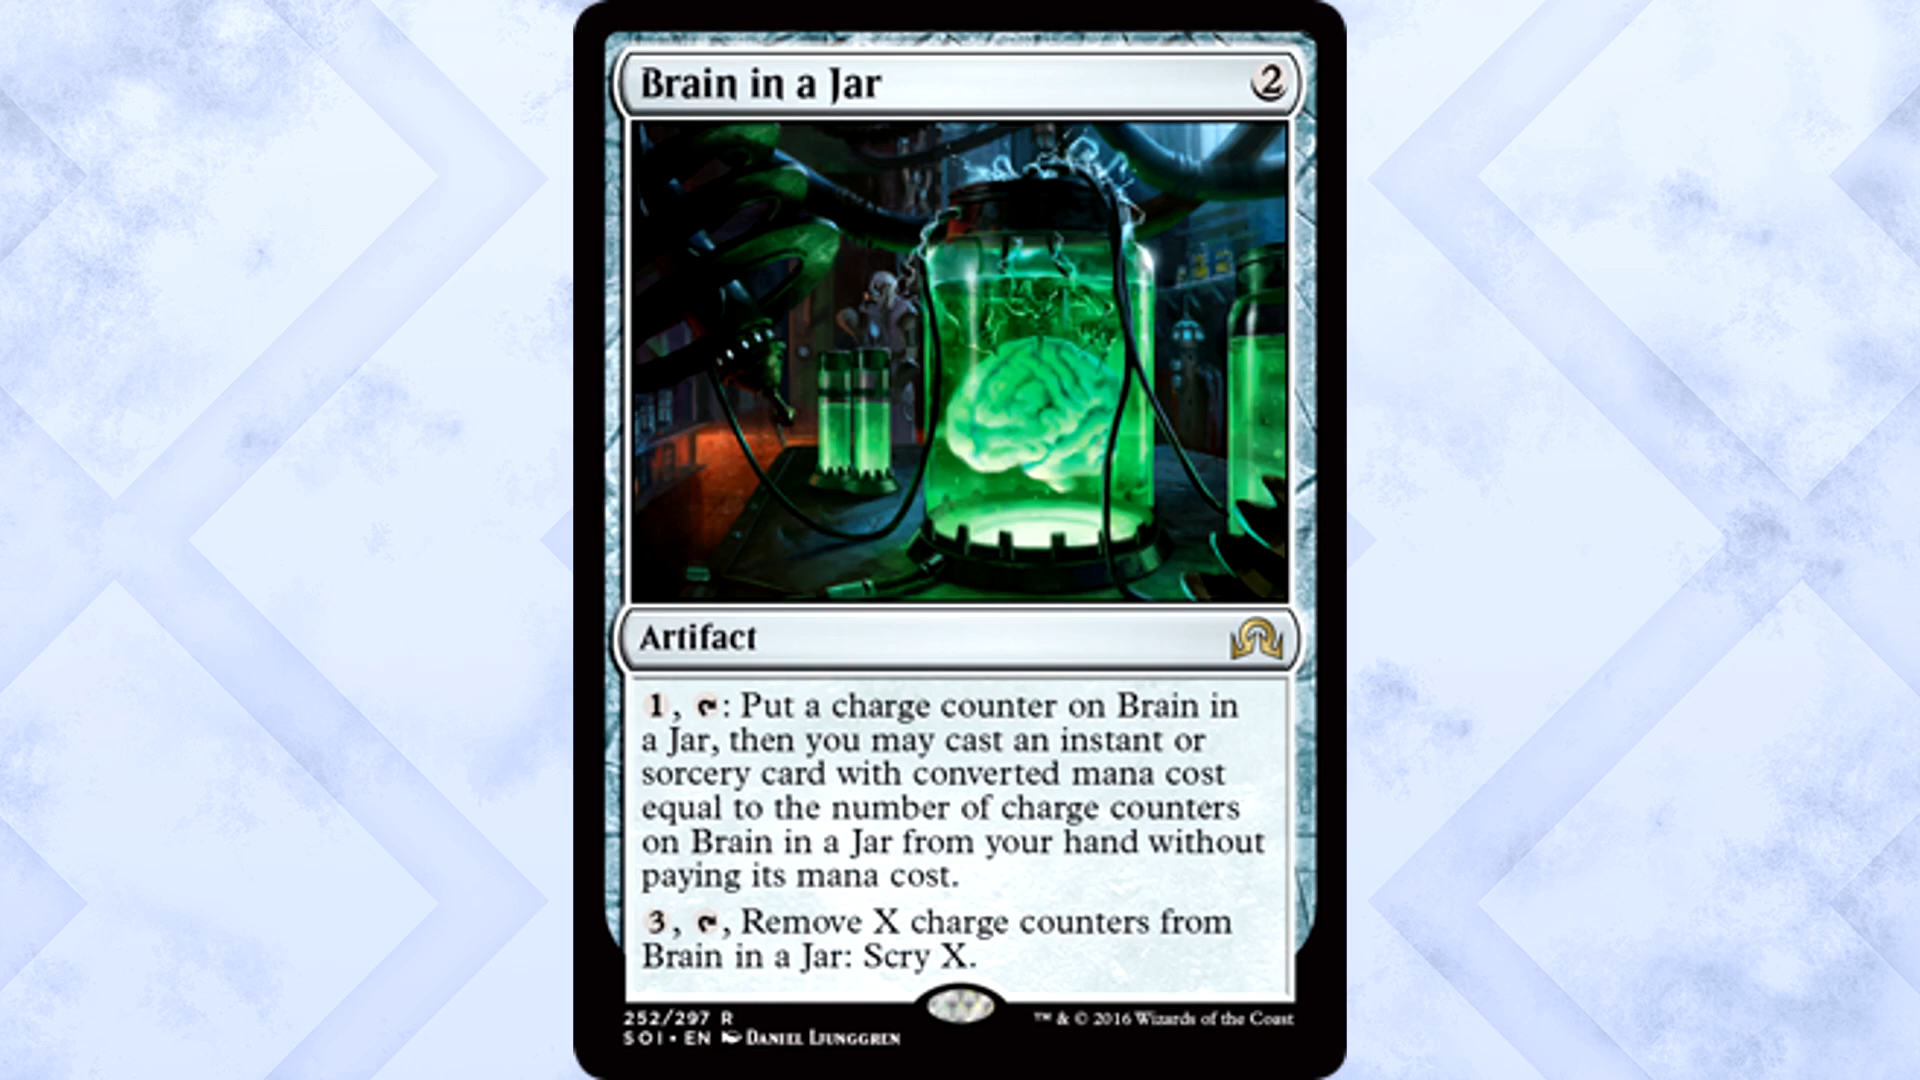 Brain in a Jar 2
Artifact
1, : Put a charge counter on Brain in
a Jar, then you may cast an instant or
sorcery card with converted mana cost
equal to the number of charge counters
on Brain in a Jar from your hand without
paying its mana cost.
3, , Remove X charge counters from
Brain in a Jar: Scry X.
252/297 R
SOI • EN Daniel Ljunggren
™ & © 2016 Wizards of the Coast